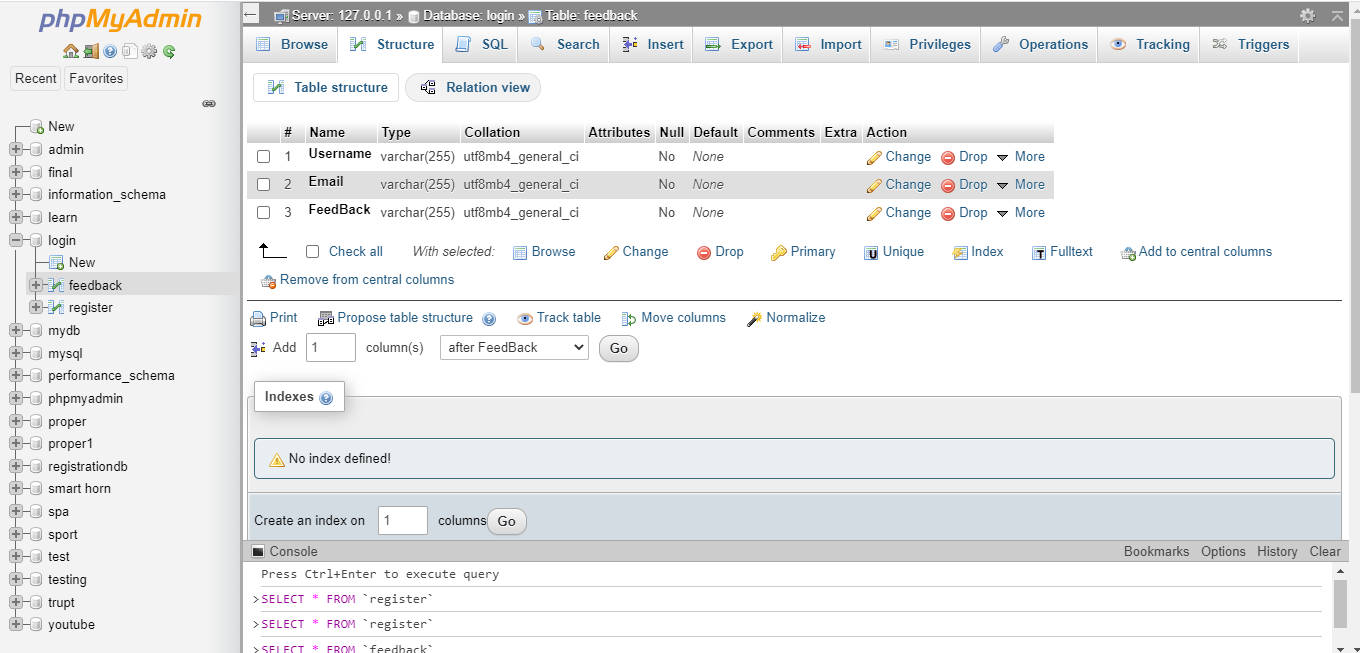 phpMyAdmin
Recent Favorites
New
admin
final
information_schema
learn
login
New
feedback
register
mydb
mysql
performance_schema
phpmyadmin
proper
proper1
registrationdb
smart horn
spa
sport
test
testing
trupt
youtube
Server: 127.0.0.1 » Database: login » Table: feedback
Browse Structure SQL Search Insert Export Import Privileges Operations Tracking Triggers
Table structure Relation view
# Name Type Collation Attributes Null Default Comments Extra Action
1 Username varchar(255) utf8mb4_general_ci No None Change Drop More
2 Email varchar(255) utf8mb4_general_ci No None Change Drop More
3 FeedBack varchar(255) utf8mb4_general_ci No None Change Drop More
Check all With selected: Browse Change Drop Primary Unique Index Fulltext Add to central columns
Remove from central columns
Print Propose table structure Track table Move columns Normalize
Add 1 column(s) after FeedBack Go
Indexes
No index defined!
Create an index on 1 columns Go
Console Bookmarks Options History Clear
Press Ctrl+Enter to execute query
>SELECT * FROM `register`
>SELECT * FROM `register`
>SELECT * FROM `feedback`